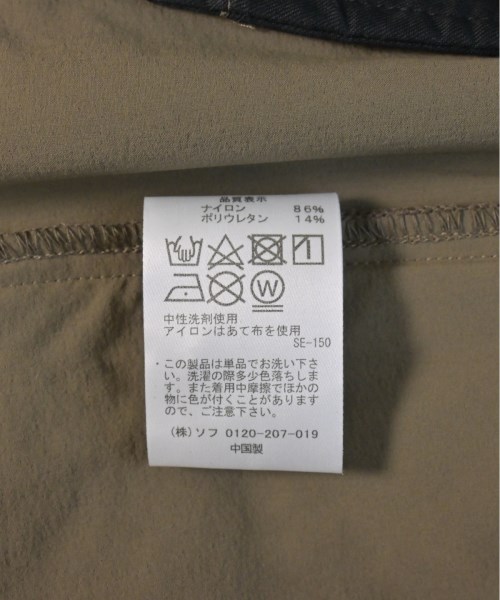 品質表示
ナイロン 86%
ポリウレタン 14%
W
中性洗剤使用
アイロンはあて布を使用
SE-150
・この製品は単品でお洗い下さ
い。洗濯の際多少色落ちしま
す。また着用中摩擦でほかの
物に色が付くことがあります
ので、ご注意下さい。
(株)ソフ 0120-207-019
中国製